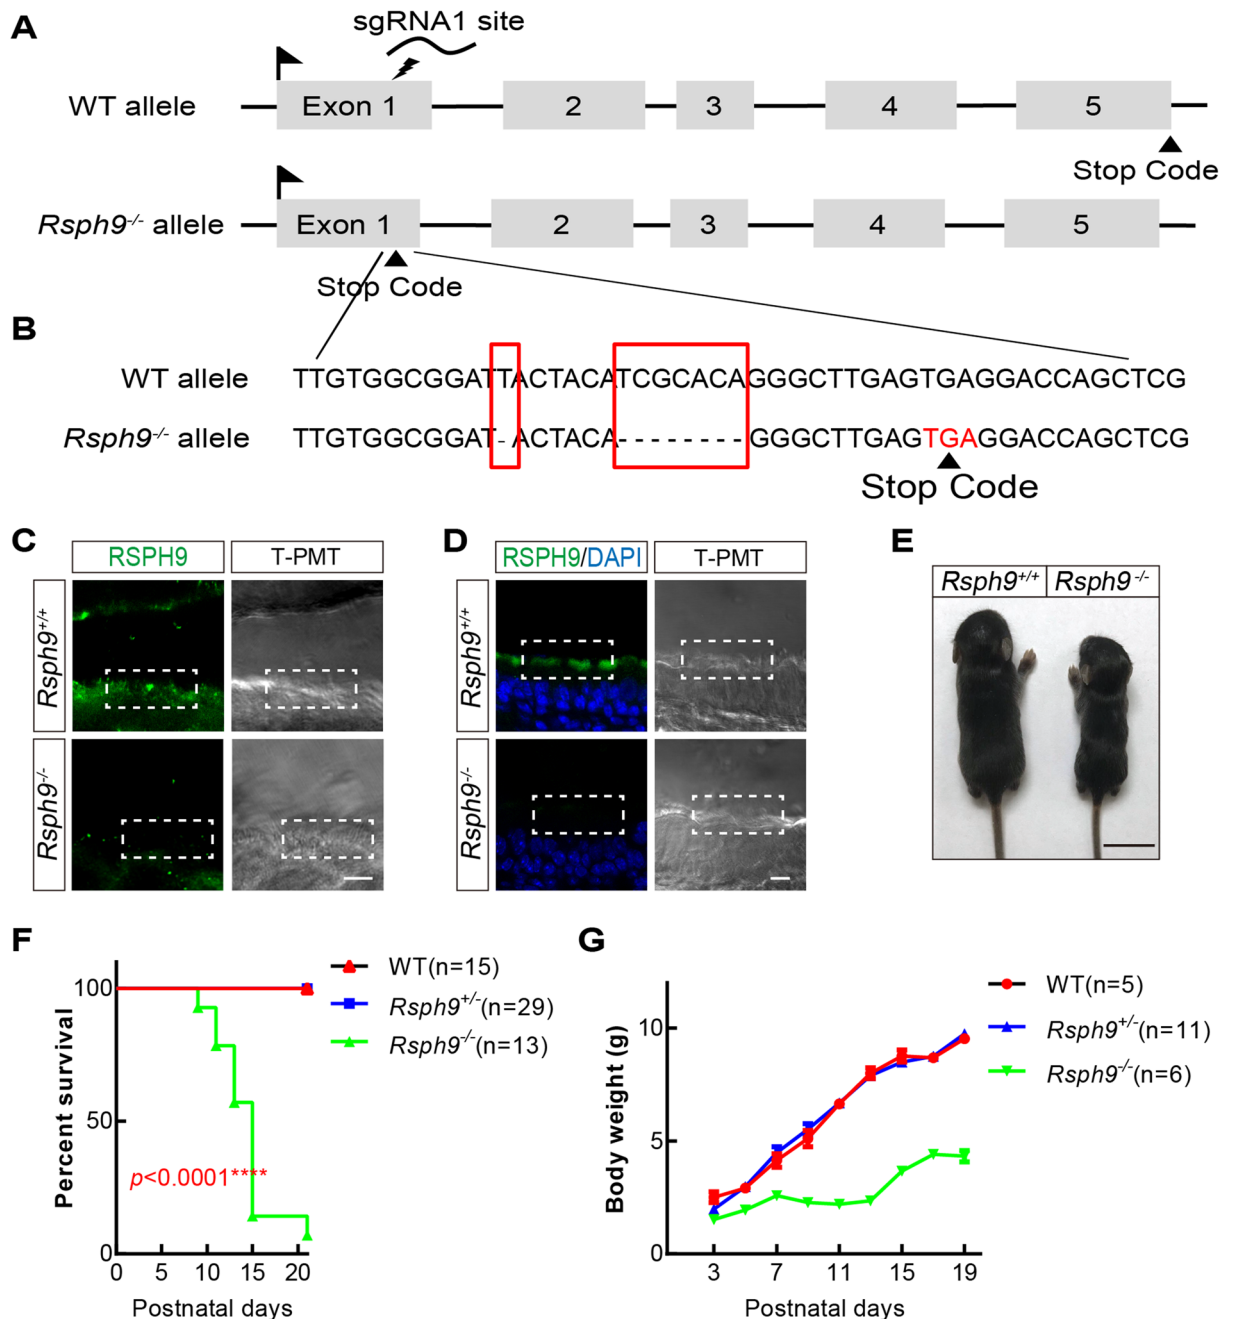 A
sgRNA1 site
WT allele
Exon 1
2
3
4
5
Stop Code
Rsph9-/- allele
Exon 1
2
3
4
5
Stop Code
B
WT allele
TTGTGGCGGATTACTACATCGCACAGGGCTTGAGTGAGGACCAGCTCG
Rsph9-/- allele
TTGTGGCGGAT-ACTACA--------GGGCTTGAGTGAGGACCAGCTCG
Stop Code
C
RSPH9
T-PMT
Rsph9+/+
Rsph9-/-
D
RSPH9/DAPI
T-PMT
Rsph9+/+
Rsph9-/-
E
Rsph9+/+
Rsph9-/-
F
WT(n=15)
Rsph9+/-(n=29)
Rsph9-/-(n=13)
Percent survival
100
50
0
p<0.0001****
0 5 10 15 20
Postnatal days
G
WT(n=5)
Rsph9+/-(n=11)
Rsph9-/-(n=6)
Body weight (g)
10
5
0
3 7 11 15 19
Postnatal days